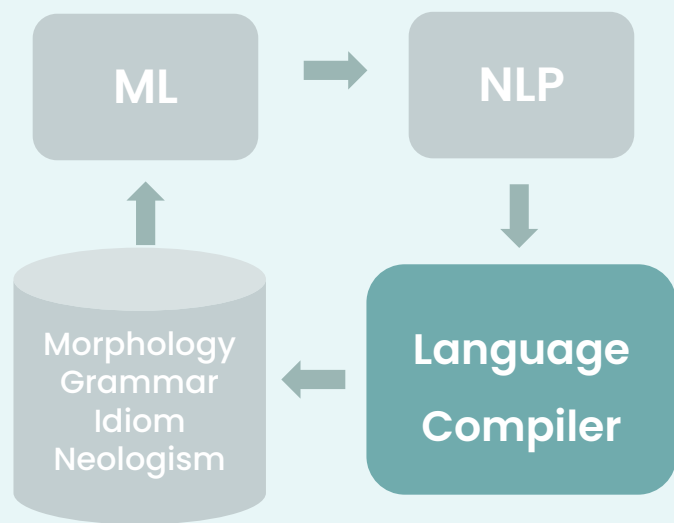 ML
NLP
Morphology
Grammar
Idiom
Neologism
Language
Compiler